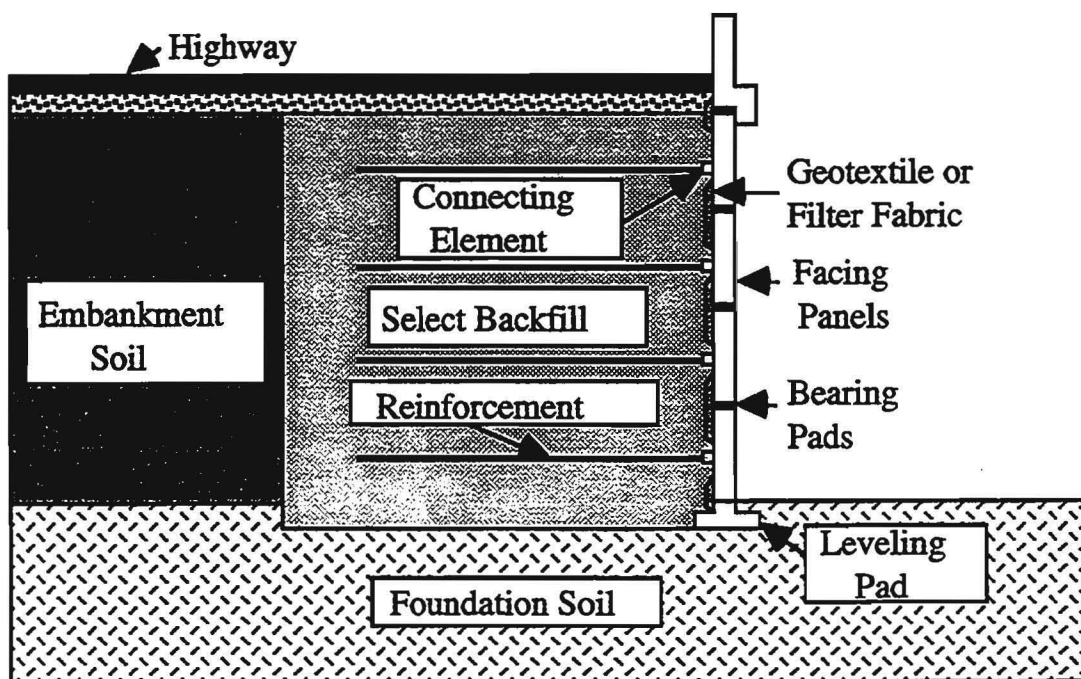 Highway
Connecting
Element
Geotextile or
Filter Fabric
Embankment
Soil
Select Backfill
Facing
Panels
Reinforcement
Bearing
Pads
Leveling
Pad
Foundation Soil